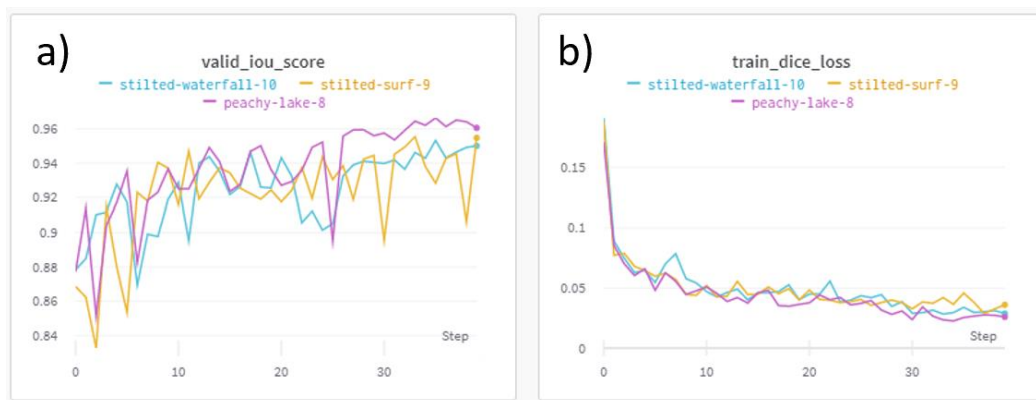 a)
valid_iou_score
stilted-waterfall-10 stilted-surf-9
peachy-lake-8
0.96
0.94
0.92
0.9
0.88
0.86
0.84
Step
0 10 20 30
b)
train_dice_loss
stilted-waterfall-10 stilted-surf-9
peachy-lake-8
0.15
0.1
0.05
0
Step
0 10 20 30